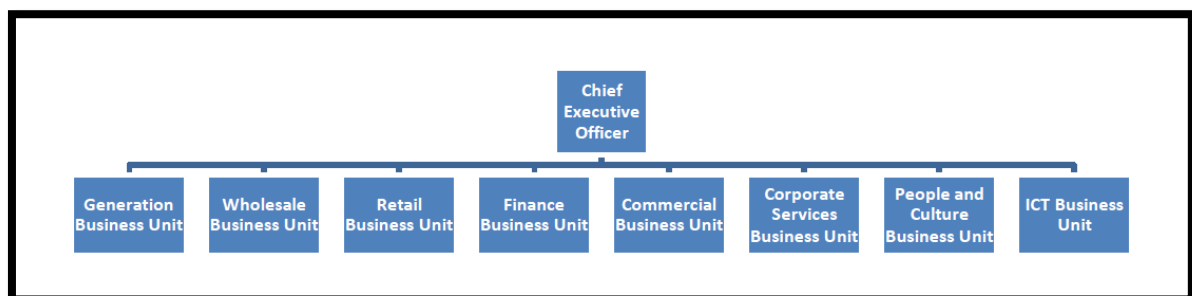 Chief
Executive
Officer
Generation
Business Unit
Wholesale
Business Unit
Retail
Business Unit
Finance
Business Unit
Commercial
Business Unit
Corporate
Services
Business Unit
People and
Culture
Business Unit
ICT Business
Unit